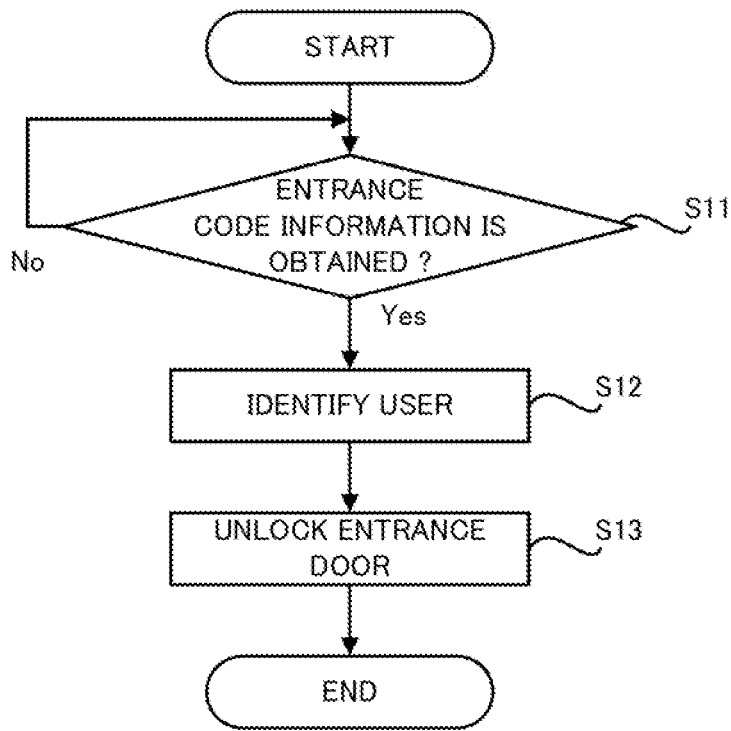 START
ENTRANCE
CODE INFORMATION IS
OBTAINED ?
S11
No
Yes
IDENTIFY USER
S12
UNLOCK ENTRANCE
DOOR
S13
END